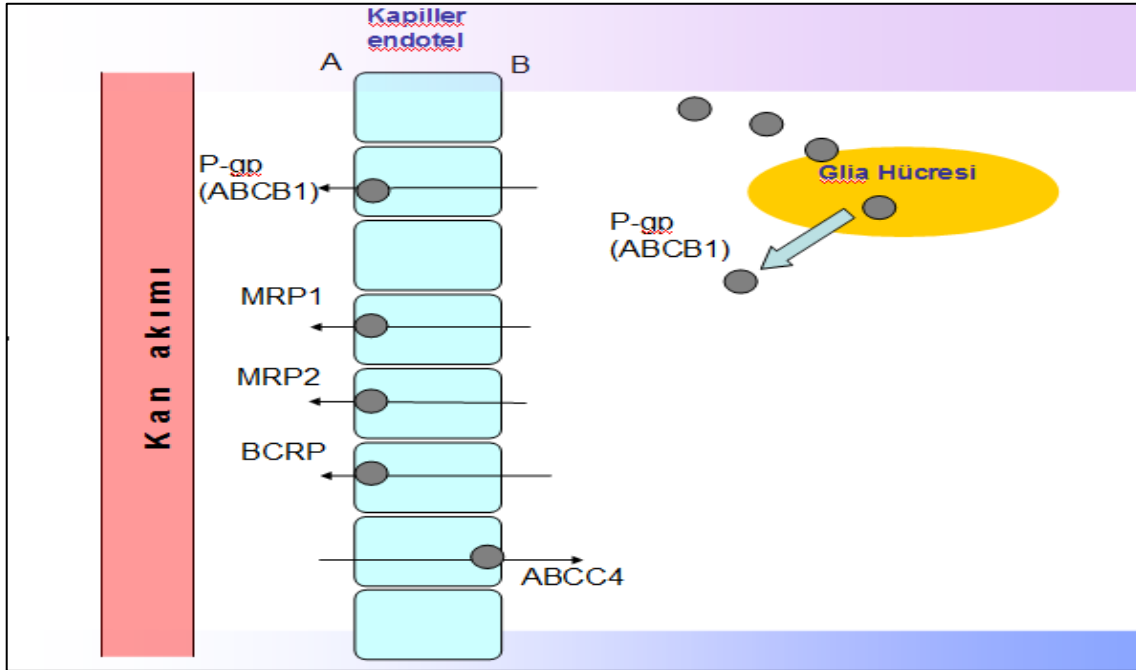 Kapiller
endotel
A
B
P-gp
(ABCB1)
Glia Hücresi
P-gp
(ABCB1)
MRP1
MRP2
BCRP
ABCC4
Kan akımı